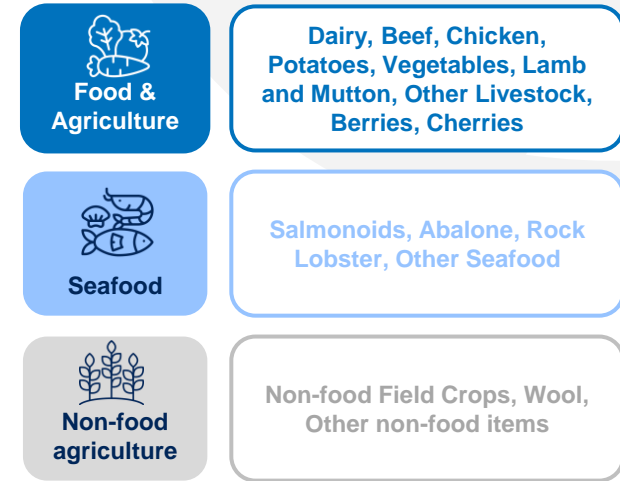 Food &
Agriculture
Dairy, Beef, Chicken,
Potatoes, Vegetables, Lamb
and Mutton, Other Livestock,
Berries, Cherries
Seafood
Salmonoids, Abalone, Rock
Lobster, Other Seafood
Non-food
agriculture
Non-food Field Crops, Wool,
Other non-food items